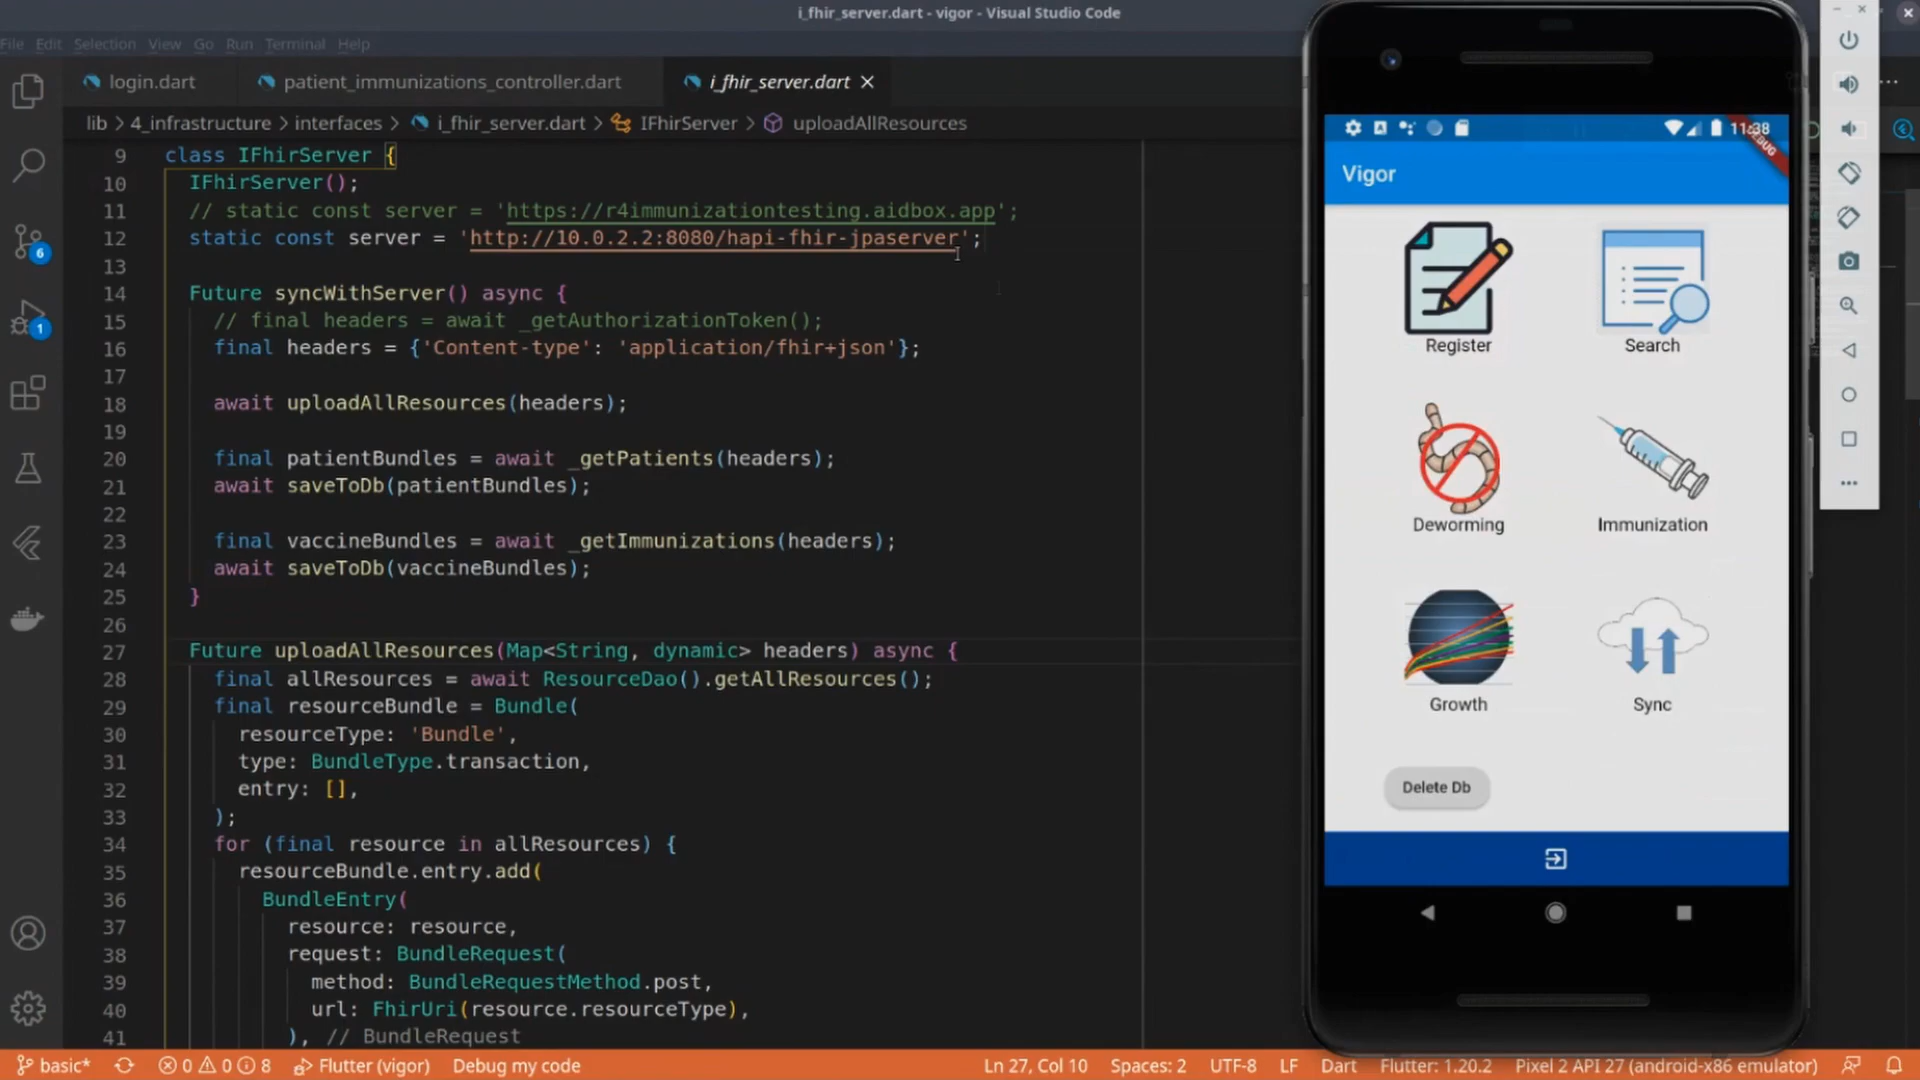 i_fhir_server.dart - vigor - Visual Studio Code
File Edit Selection View Go Run Terminal Help
login.dart
patient_immunizations_controller.dart
i_fhir_server.dart
lib > 4_infrastructure > interfaces > i_fhir_server.dart > IFhirServer > uploadAllResources
9 class IFhirServer {
10 IFhirServer();
11 // static const server = 'https://r4immunizationtesting.aidbox.app';
12 static const server = 'http://10.0.2.2:8080/hapi-fhir-jpaserver';
13
14 Future syncWithServer() async {
15 // final headers = await _getAuthorizationToken();
16 final headers = {'Content-type': 'application/fhir+json'};
17
18 await uploadAllResources(headers);
19
20 final patientBundles = await _getPatients(headers);
21 await saveToDb(patientBundles);
22
23 final vaccineBundles = await _getImmunizations(headers);
24 await saveToDb(vaccineBundles);
25 }
26
27 Future uploadAllResources(Map<String, dynamic> headers) async {
28 final allResources = await ResourceDao().getAllResources();
29 final resourceBundle = Bundle(
30 resourceType: 'Bundle',
31 type: BundleType.transaction,
32 entry: [],
33 );
34 for (final resource in allResources) {
35 resourceBundle.entry.add(
36 BundleEntry(
37 resource: resource,
38 request: BundleRequest(
39 method: BundleRequestMethod.post,
40 url: FhirUri(resource.resourceType),
41 ), // BundleRequest
6
1
basic* 0 0 8 Flutter (vigor) Debug my code Ln 27, Col 10 Spaces: 2 UTF-8 LF Dart Flutter: 1.20.2 Pixel 2 API 27 (android-x86 emulator)
11:38
DEBUG
Vigor
Register
Search
Deworming
Immunization
Growth
Sync
Delete Db